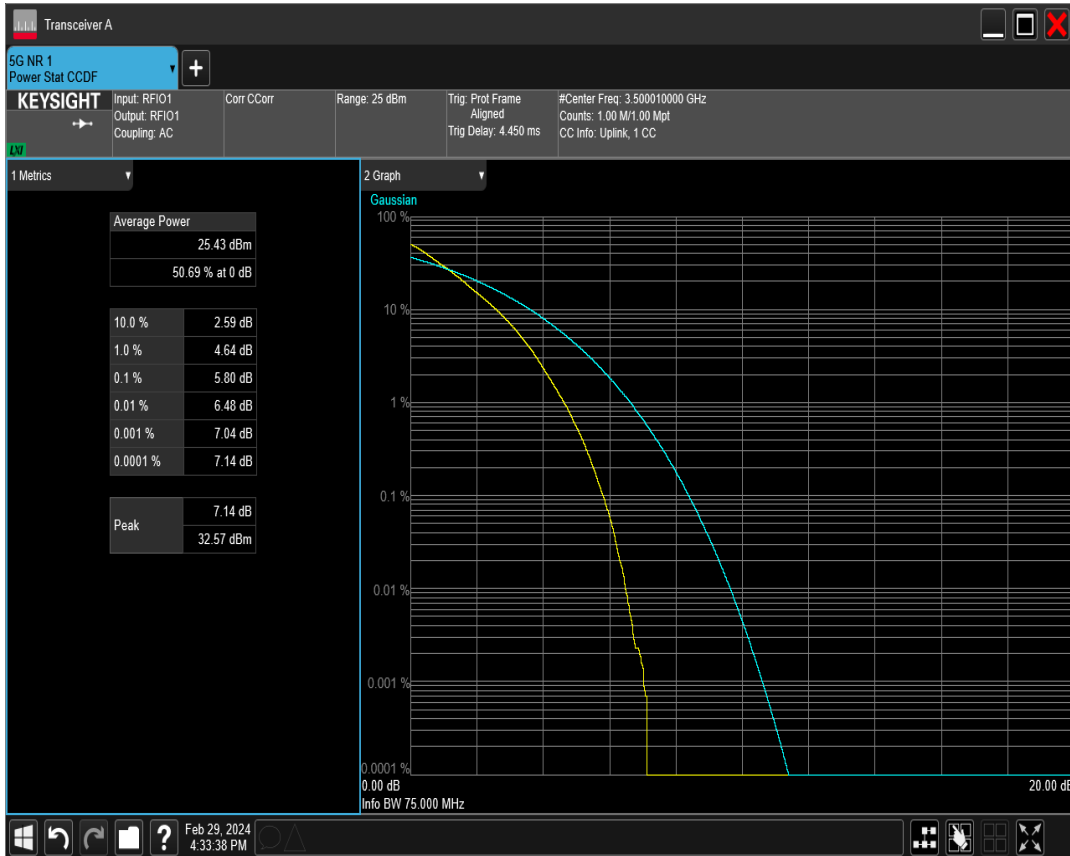 Transceiver A
5G NR 1
Power Stat CCDF
KEYSIGHT
LXI
Input: RFIO1
Output: RFIO1
Coupling: AC
Corr CCorr
Range: 25 dBm
Trig: Prot Frame
Aligned
Trig Delay: 4.450 ms
#Center Freq: 3.500010000 GHz
Counts: 1.00 M/1.00 Mpt
CC Info: Uplink, 1 CC
1 Metrics
Average Power
25.43 dBm
50.69 % at 0 dB
10.0 % 2.59 dB
1.0 % 4.64 dB
0.1 % 5.80 dB
0.01 % 6.48 dB
0.001 % 7.04 dB
0.0001 % 7.14 dB
Peak 7.14 dB
32.57 dBm
2 Graph
Gaussian
100 %
10 %
1 %
0.1 %
0.01 %
0.001 %
0.0001 %
0.00 dB 20.00 dB
Info BW 75.000 MHz
? Feb 29, 2024
4:33:38 PM